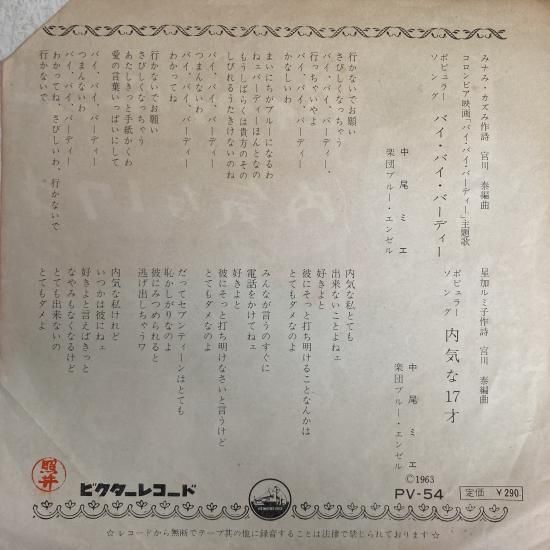 みナみ・カズみ作詩　宮川　泰編曲
コロンビア映画「バイ・バイ・バーディー」主題歌
ポピュラーソング　バイ・バイ・バーディー
中尾ミエ
楽団ブルー・エンゼル
行かないでお願い
さびしくなっちゃう
行っちゃいやよ
バイ、バイ、バーディー、
かなしいわ
まいにちがブルーになるわ
ねェバーディーほんとなの
もうしばらくは貴方のその
しびれるうたきけないのね
バイ、バイ、バーディー
つまんないわ
バイ、バイ、バーディー
わかってね
行かないでお願い
さびしくなっちゃう
あたしきっと手紙かくわ
愛の言葉いっぱいにして
バイ、バイ、バーディー
つまんないわ
バイ、バイ、バーディー
わかってね、さびしいわ、行かないで
行かないで
星加ルミ子作詩　宮川　泰編曲
ポピュラーソング　内気な17才
中尾ミエ
楽団ブルー・エンゼル
内気な私とても
出来ないことよねェ
好きよと
彼にそっと打ち明けることなんかは
とてもダメなのよ
みんなが言うのすぐに
電話をかけてねェ
好きよと
彼にそっと打ち明けなさいと言うけど
とてもダメなのよ
だってセブンティーンはとても
恥かしがりなのよ
彼にみつめられると
逃げ出しちゃうワ
内気な私けれど
いつかは彼にねェ
好きよと言えばきっと
なやみもなくなるけど
とても出来ないの
とてもダメよ
©1963
PV-54
定価 ¥290.
照井
ビクターレコード
☆レコードから無断でテープ其の他に録音することは法律で禁じられております☆